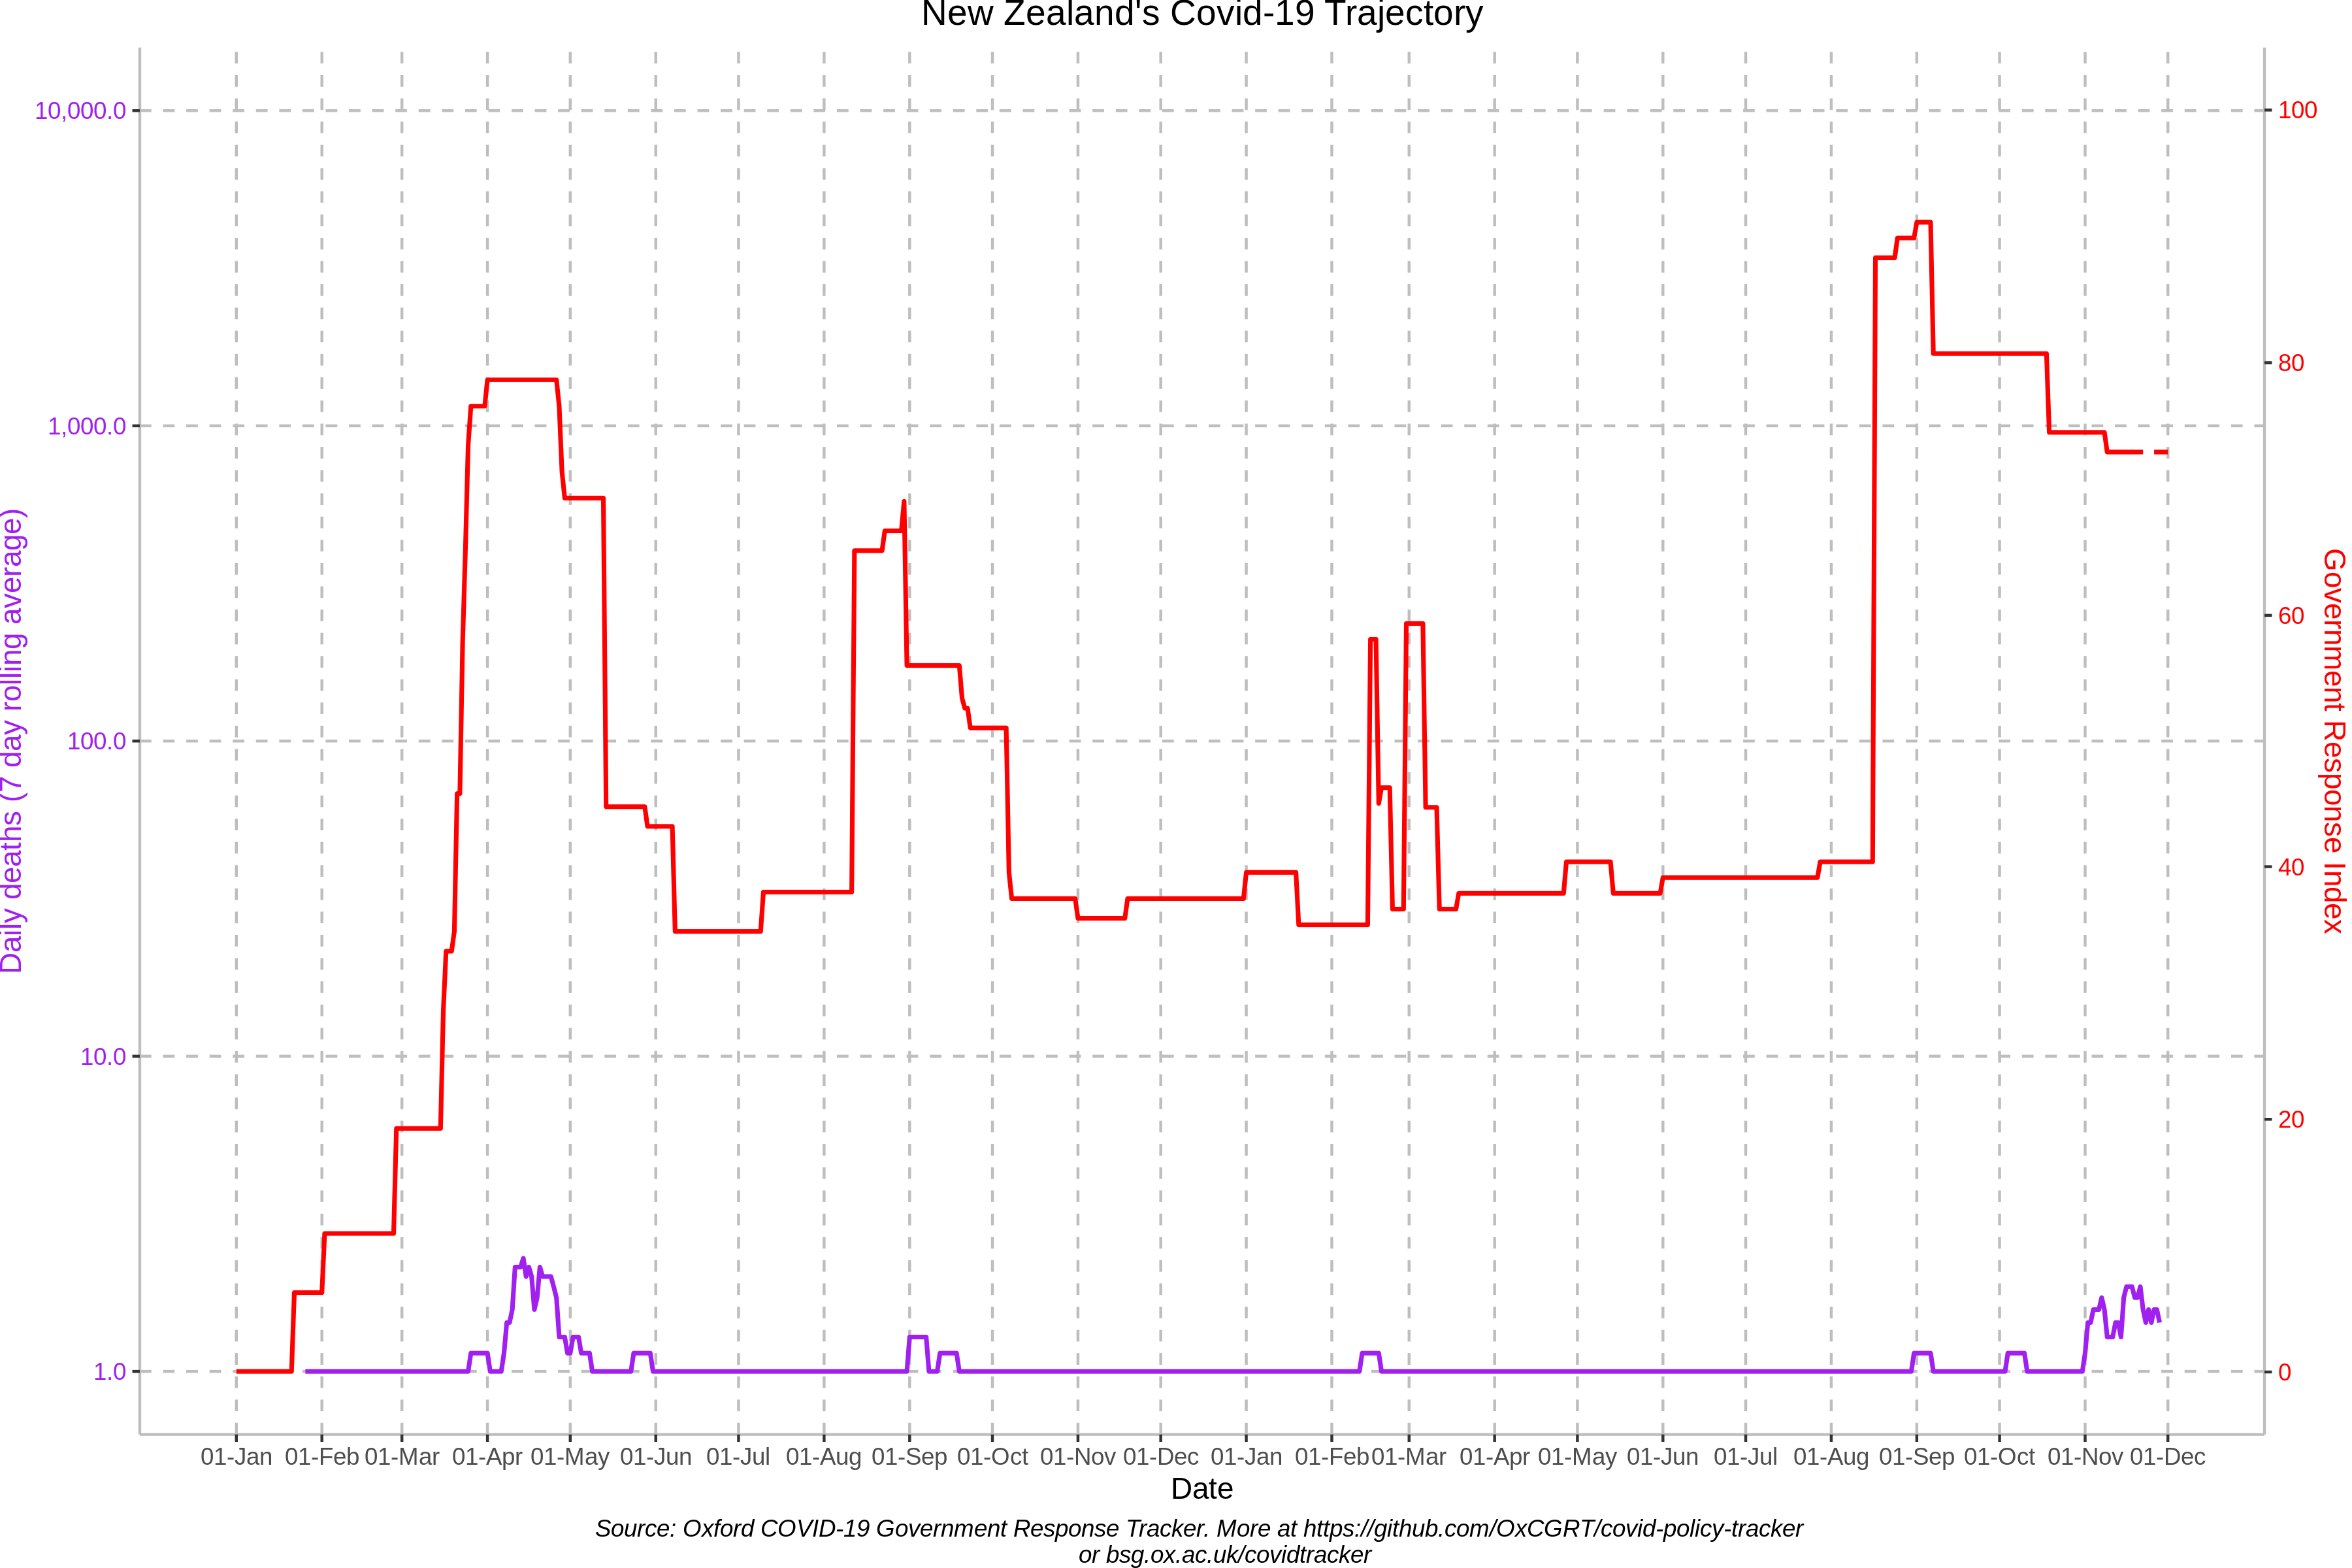 New Zealand's Covid-19 Trajectory
10,000.0
1,000.0
100.0
10.0
1.0
Daily deaths (7 day rolling average)
100
80
60
40
20
0
Government Response Index
01-Jan 01-Feb 01-Mar 01-Apr 01-May 01-Jun 01-Jul 01-Aug 01-Sep 01-Oct 01-Nov 01-Dec 01-Jan 01-Feb 01-Mar 01-Apr 01-May 01-Jun 01-Jul 01-Aug 01-Sep 01-Oct 01-Nov 01-Dec
Date
Source: Oxford COVID-19 Government Response Tracker. More at https://github.com/OxCGRT/covid-policy-tracker
or bsg.ox.ac.uk/covidtracker